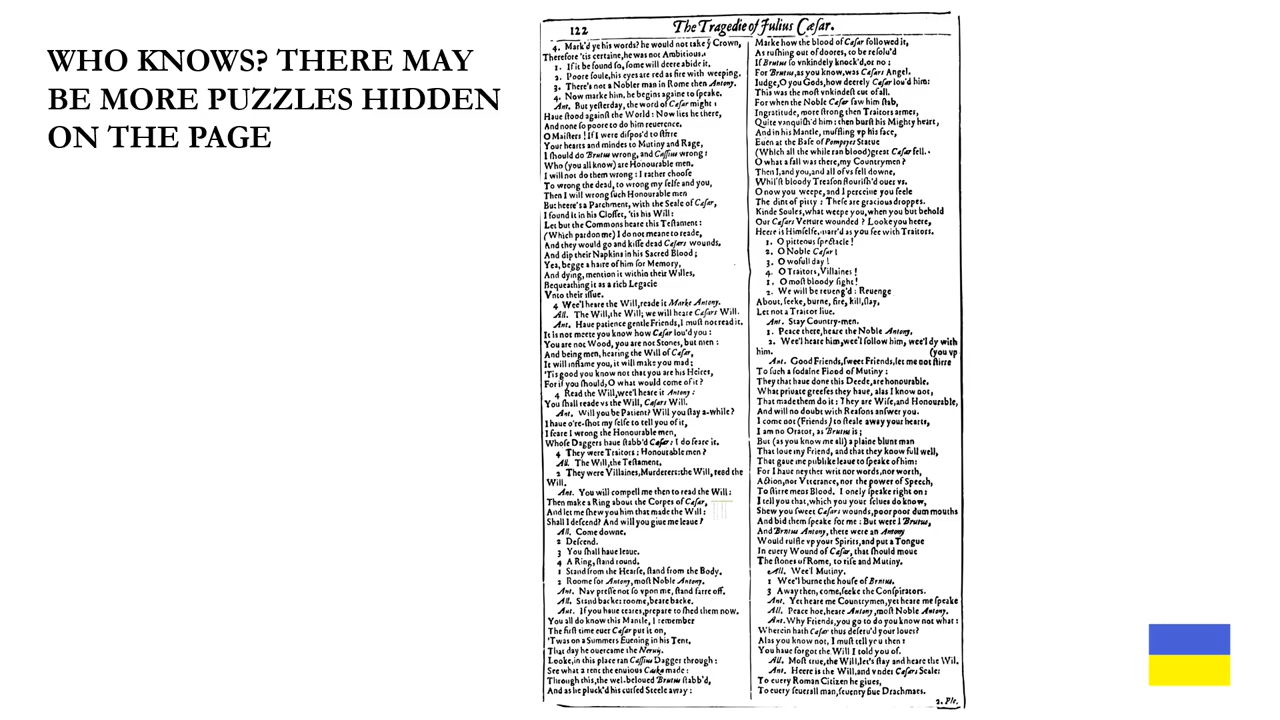 WHO KNOWS? THERE MAY
BE MORE PUZZLES HIDDEN
ON THE PAGE
122
The Tragedie of Julius Cæsar.
4. Mark'd ye his words? he would not take ẙ Crown,
Therefore 'tis certaine, he was not Ambitious.
1. If it be found so, some will deere abide it.
2. Poore soule, his eyes are red as fire with weeping.
3. There's not a Nobler man in Rome then Antony.
4. Now marke him, he begins againe to speake.
Ant. But yesterday, the word of Cæsar might
Haue stood against the World: Now lies he there,
And none so poore to do him reuerence.
O Maisters! If I were dispos'd to stirre
Your hearts and mindes to Mutiny and Rage,
I should do Brutus wrong, and Cassius wrong:
Who (you all know) are Honourable men.
I will not do them wrong: I rather choose
To wrong the dead, to wrong my selfe and you,
Then I will wrong such Honourable men
But heere's a Parchment, with the Seale of Cæsar,
I found it in his Closset, 'tis his Will:
Let but the Commons heare this Testament:
(Which pardon me) I do not meane to reade,
And they would go and kisse dead Cæsars wounds,
And dip their Napkins in his Sacred Blood;
Yea, begge a haire of him for Memory,
And dying, mention it within their Willes,
Bequeathing it as a rich Legacie
Vnto their issue.
4 Wee'l heare the Will, reade it Marke Antony.
All. The Will, the Will; we will heare Cæsars Will.
Ant. Haue patience gentle Friends, I must not read it.
It is not meete you know how Cæsar lou'd you:
You are not Wood, you are not Stones, but men:
And being men, hearing the Will of Cæsar,
It will inflame you, it will make you mad;
'Tis good you know not that you are his Heires,
For if you should, O what would come of it?
4 Read the Will, wee'l heare it Antony:
You shall reade vs the Will, Cæsars Will.
Ant. Will you be Patient? Will you stay a-while?
I haue o're-shot my selfe to tell you of it,
I feare I wrong the Honourable men,
Whose Daggers haue stabb'd Cæsar: I do feare it.
4 They were Traitors: Honourable men?
All. The Will, the Testament.
2 They were Villaines, Murderers: the Will, read the
Will.
Ant. You will compell me then to read the Will:
Then make a Ring about the Corpes of Cæsar,
And let me shew you him that made the Will:
Shall I descend? And will you giue me leaue?
All. Come downe.
2 Descend.
3 You shall haue leaue.
4 A Ring, stand round.
1 Stand from the Hearse, stand from the Body.
2 Roome for Antony, most Noble Antony.
Ant. Nay presse not so vpon me, stand farre off.
All. Stand backe: roome, beare backe.
Ant. If you haue teares, prepare to shed them now.
You all do know this Mantle, I remember
The first time euer Cæsar put it on,
'Twas on a Summers Euening in his Tent,
That day he ouercame the Neruij.
Looke, in this place ran Cassius Dagger through:
See what a rent the enuious Caska made:
Through this, the wel-beloued Brutus stabb'd,
And as he pluck'd his cursed Steele away:
Marke how the blood of Cæsar followed it,
As rushing out of doores, to be resolu'd
If Brutus so vnkindely knock'd, or no:
For Brutus, as you know, was Cæsars Angel.
Iudge, O you Gods, how deerely Cæsar lou'd him:
This was the most vnkindest cut of all.
For when the Noble Cæsar saw him stab,
Ingratitude, more strong then Traitors armes,
Quite vanquish'd him: then burst his Mighty heart,
And in his Mantle, muffling vp his face,
Euen at the Base of Pompeyes Statue
(Which all the while ran blood) great Cæsar fell.
O what a fall was there, my Countrymen?
Then I, and you, and all of vs fell downe,
Whil'st bloody Treason flourish'd ouer vs.
O now you weepe, and I perceiue you feele
The dint of pitty: These are gracious droppes.
Kinde Soules, what weepe you, when you but behold
Our Cæsars Vesture wounded? Looke you heere,
Heere is Himselfe, marr'd as you see with Traitors.
1. O pitteous spectacle!
2. O Noble Cæsar!
3. O wofull day!
4. O Traitors, Villaines!
1. O most bloody sight!
2. We will be reueng'd: Reuenge
About, seeke, burne, fire, kill, slay,
Let not a Traitor liue.
Ant. Stay Country-men.
1. Peace there, heare the Noble Antony.
2. Wee'l heare him, wee'l follow him, wee'l dy with
him. (you vp
Ant. Good Friends, sweet Friends, let me not stirre
To such a sodaine Flood of Mutiny:
They that haue done this Deede, are honourable.
What priuate greefes they haue, alas I know not,
That made them do it: They are Wise, and Honourable,
And will no doubt with Reasons answer you.
I come not (Friends) to steale away your hearts,
I am no Orator, as Brutus is;
But (as you know me all) a plaine blunt man
That loue my Friend, and that they know full well,
That gaue me publike leaue to speake of him:
For I haue neyther writ nor words, nor worth,
Action, nor Vtterance, nor the power of Speech,
To stirre mens Blood. I onely speake right on:
I tell you that, which you your selues do know,
Shew you sweet Cæsars wounds, poor poor dum mouths
And bid them speake for me: But were I Brutus,
And Brutus Antony, there were an Antony
Would ruffle vp your Spirits, and put a Tongue
In euery Wound of Cæsar, that should moue
The stones of Rome, to rise and Mutiny.
All. Wee'l Mutiny.
1 Wee'l burne the house of Brutus.
3 Away then, come, seeke the Conspirators.
Ant. Yet heare me Countrymen, yet heare me speake
All. Peace hoe, heare Antony, most Noble Antony.
Ant. Why Friends, you go to do you know not what:
Wherein hath Cæsar thus deseru'd your loues?
Alas you know not, I must tell you then:
You haue forgot the Will I told you of.
All. Most true, the Will, let's stay and heare the Wil.
Ant. Heere is the Will, and vnder Cæsars Seale:
To euery Roman Citizen he giues,
To euery seuerall man, seuenty fiue Drachmaes.
2. Ple.